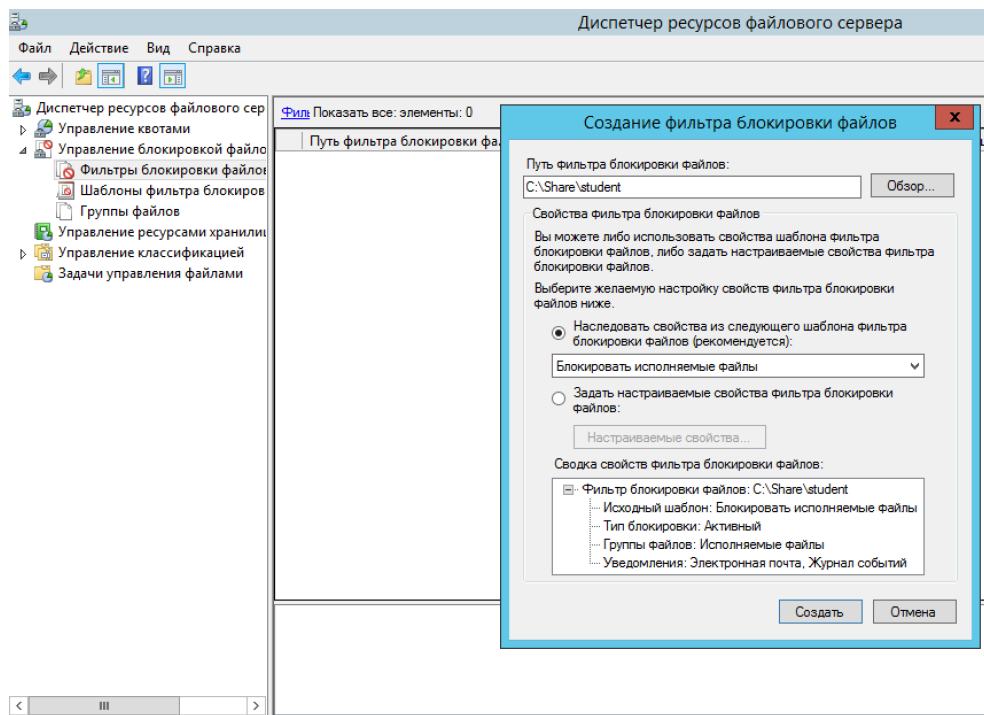 Диспетчер ресурсов файлового сервера
Файл Действие Вид Справка
Диспетчер ресурсов файлового сер
Управление квотами
Управление блокировкой файло
Фильтры блокировки файлов
Шаблоны фильтра блокиров
Группы файлов
Управление ресурсами хранилищ
Управление классификацией
Задачи управления файлами
Филь Показать все: элементы: 0
Путь фильтра блокировки фа
Создание фильтра блокировки файлов
Путь фильтра блокировки файлов:
C:\Share\student
Обзор...
Свойства фильтра блокировки файлов
Вы можете либо использовать свойства шаблона фильтра
блокировки файлов, либо задать настраиваемые свойства фильтра
блокировки файлов.
Выберите желаемую настройку свойств фильтра блокировки
файлов ниже.
Наследовать свойства из следующего шаблона фильтра
блокировки файлов (рекомендуется):
Блокировать исполняемые файлы
Задать настраиваемые свойства фильтра блокировки
файлов:
Настраиваемые свойства...
Сводка свойств фильтра блокировки файлов:
Фильтр блокировки файлов: C:\Share\student
Исходный шаблон: Блокировать исполняемые файлы
Тип блокировки: Активный
Группы файлов: Исполняемые файлы
Уведомления: Электронная почта, Журнал событий
Создать
Отмена